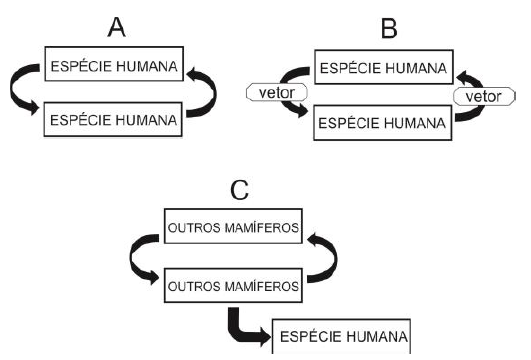 A
ESPÉCIE HUMANA
ESPÉCIE HUMANA
B
ESPÉCIE HUMANA
vetor
vetor
ESPÉCIE HUMANA
C
OUTROS MAMÍFEROS
OUTROS MAMÍFEROS
ESPÉCIE HUMANA